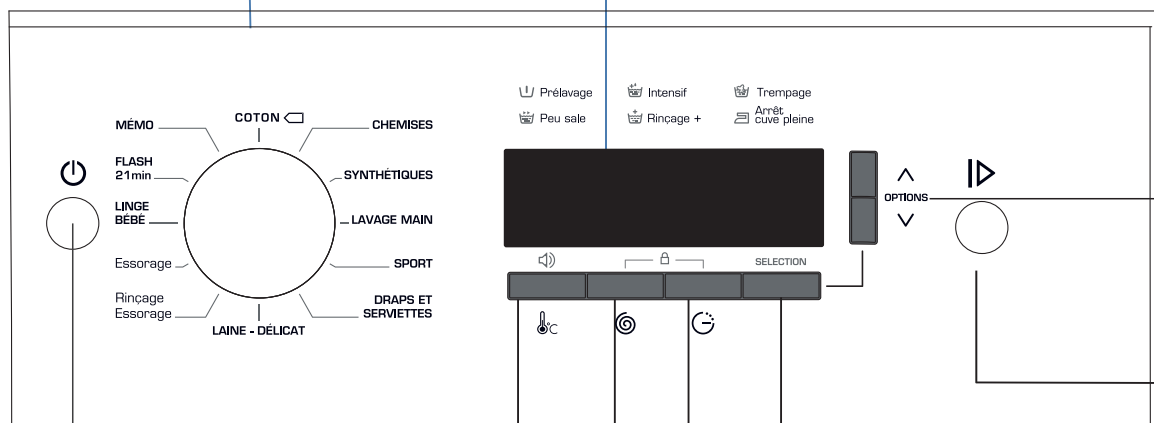 Prélavage
Intensif
Trempage
Peu sale
Rinçage +
Arrêt
cuve pleine
COTON
MÉMO
CHEMISES
FLASH
21min
SYNTHÉTIQUES
LINGE
BÉBÉ
LAVAGE MAIN
Essorage
SPORT
Rinçage
Essorage
DRAPS ET
SERVIETTES
LAINE - DÉLICAT
OPTIONS
SELECTION
°C